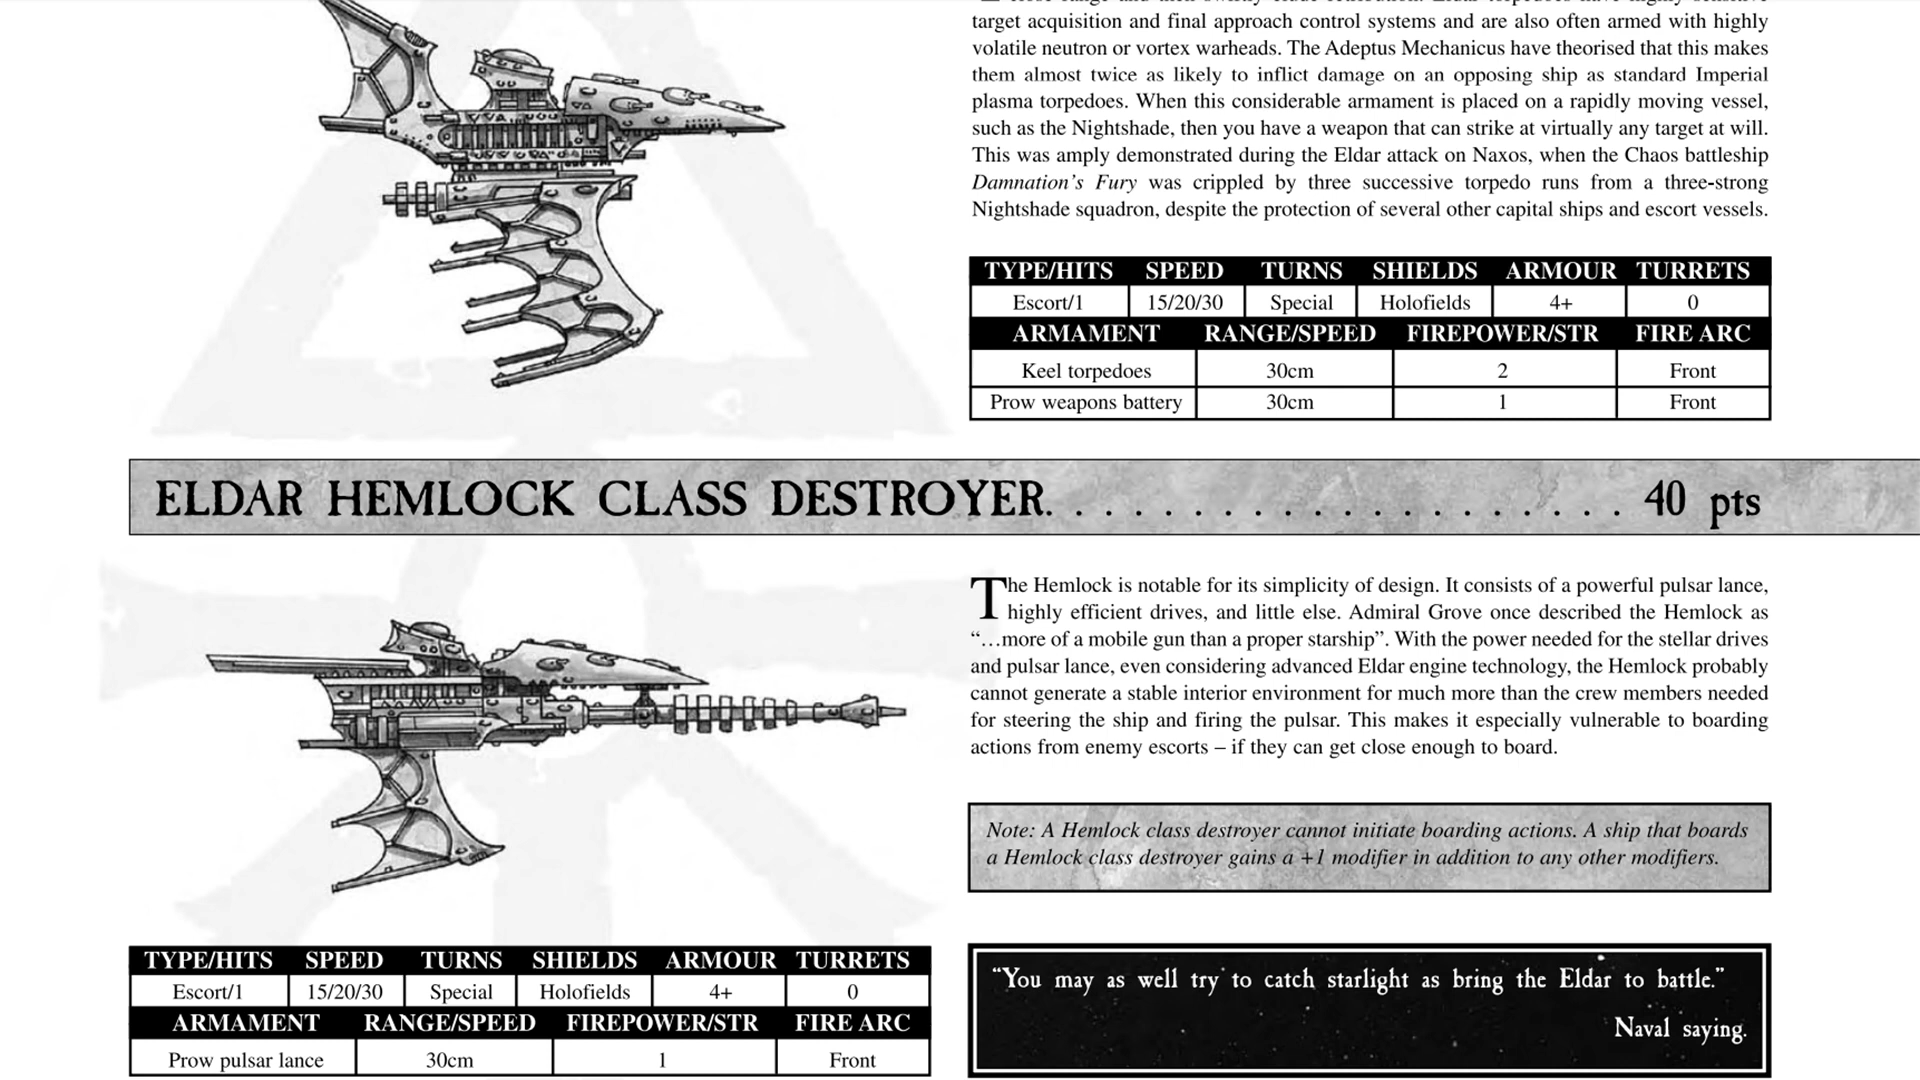 target acquisition and final approach control systems and are also often armed with highly
volatile neutron or vortex warheads. The Adeptus Mechanicus have theorised that this makes
them almost twice as likely to inflict damage on an opposing ship as standard Imperial
plasma torpedoes. When this considerable armament is placed on a rapidly moving vessel,
such as the Nightshade, then you have a weapon that can strike at virtually any target at will.
This was amply demonstrated during the Eldar attack on Naxos, when the Chaos battleship
Damnation's Fury was crippled by three successive torpedo runs from a three-strong
Nightshade squadron, despite the protection of several other capital ships and escort vessels.
TYPE/HITS SPEED TURNS SHIELDS ARMOUR TURRETS
Escort/1 15/20/30 Special Holofields 4+ 0
ARMAMENT RANGE/SPEED FIREPOWER/STR FIRE ARC
Keel torpedoes 30cm 2 Front
Prow weapons battery 30cm 1 Front
ELDAR HEMLOCK CLASS DESTROYER. . . . . . . . . . . . . . . . . . . . 40 pts
The Hemlock is notable for its simplicity of design. It consists of a powerful pulsar lance,
highly efficient drives, and little else. Admiral Grove once described the Hemlock as
“…more of a mobile gun than a proper starship”. With the power needed for the stellar drives
and pulsar lance, even considering advanced Eldar engine technology, the Hemlock probably
cannot generate a stable interior environment for much more than the crew members needed
for steering the ship and firing the pulsar. This makes it especially vulnerable to boarding
actions from enemy escorts – if they can get close enough to board.
Note: A Hemlock class destroyer cannot initiate boarding actions. A ship that boards
a Hemlock class destroyer gains a +1 modifier in addition to any other modifiers.
TYPE/HITS SPEED TURNS SHIELDS ARMOUR TURRETS
Escort/1 15/20/30 Special Holofields 4+ 0
ARMAMENT RANGE/SPEED FIREPOWER/STR FIRE ARC
Prow pulsar lance 30cm 1 Front
“You may as well try to catch starlight as bring the Eldar to battle.”
Naval saying.